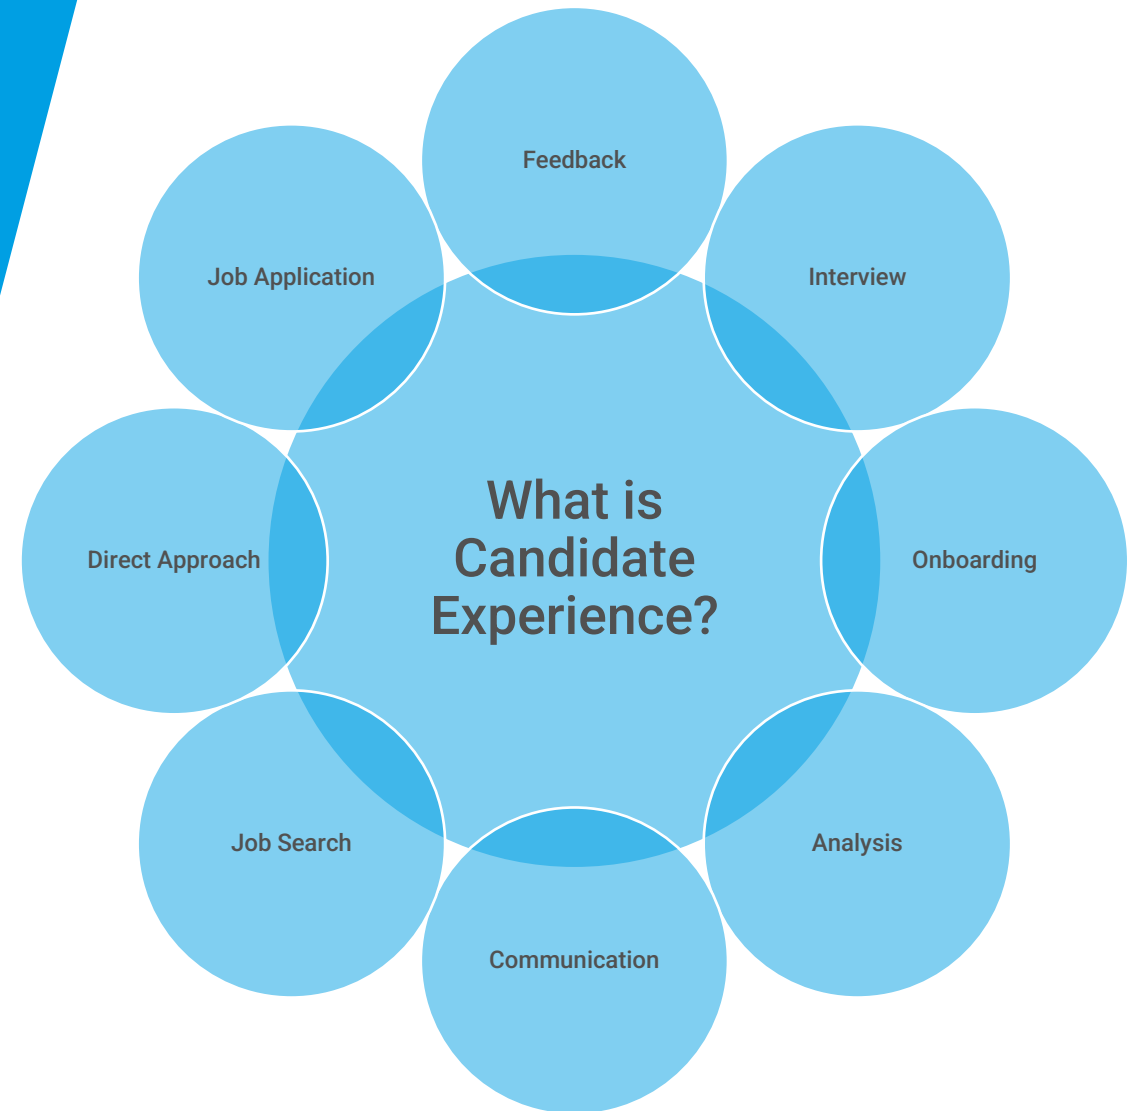 Feedback
Job Application
Interview
What is
Candidate
Experience?
Direct Approach
Onboarding
Job Search
Analysis
Communication